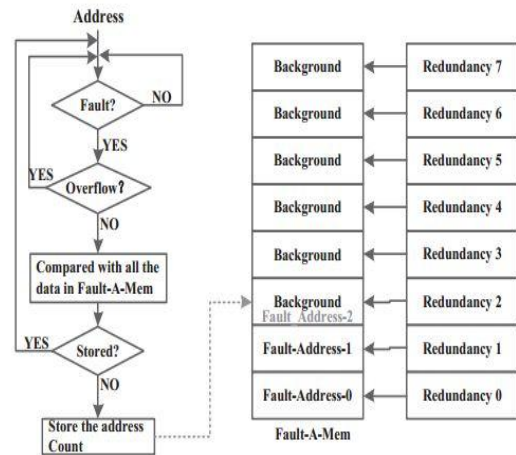 Address
Fault?
NO
YES
Overflow?
YES
NO
Compared with all the
data in Fault-A-Mem
Stored?
YES
NO
Store the address
Count
Background
Redundancy 7
Background
Redundancy 6
Background
Redundancy 5
Background
Redundancy 4
Background
Redundancy 3
Background
Fault Address-2
Redundancy 2
Fault-Address-1
Redundancy 1
Fault-Address-0
Redundancy 0
Fault-A-Mem